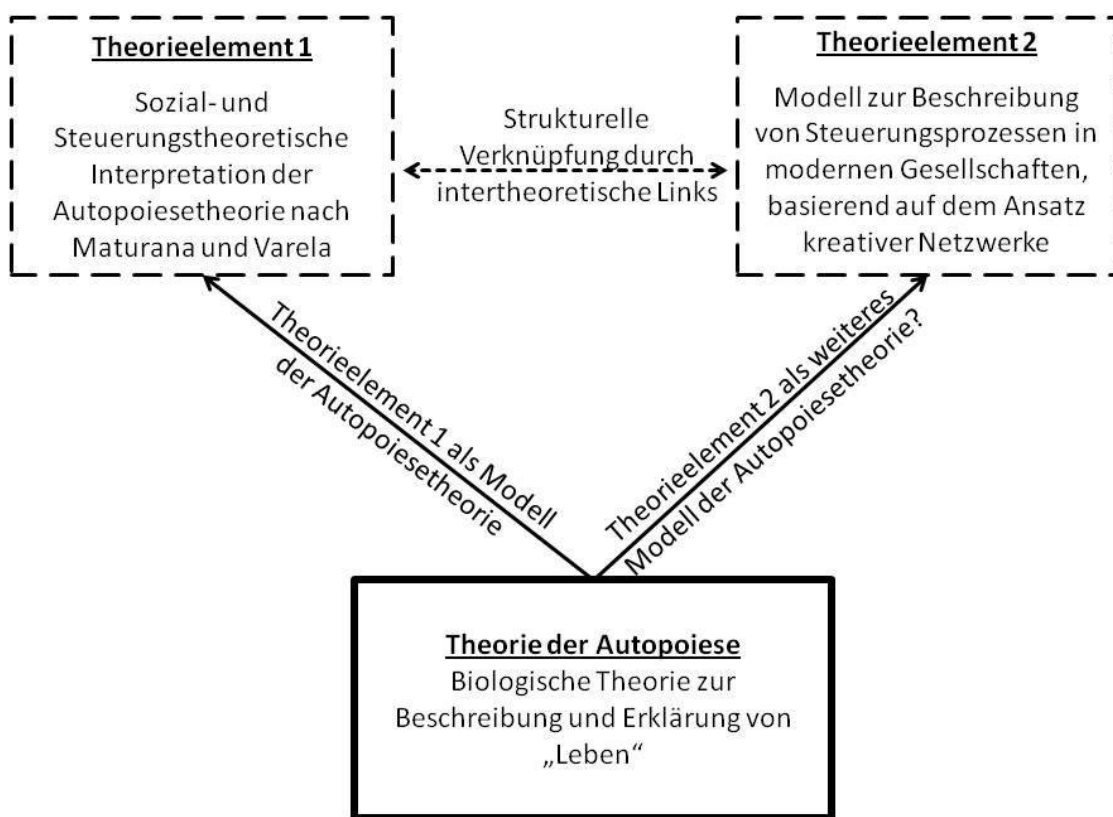 Theorieelement 1
Sozial- und
Steuerungstheoretische
Interpretation der
Autopoiesetheorie nach
Maturana und Varela
Strukturelle
Verknüpfung durch
intertheoretische Links
Theorieelement 2
Modell zur Beschreibung
von Steuerungsprozessen in
modernen Gesellschaften,
basierend auf dem Ansatz
kreativer Netzwerke
Theorieelement 1 als Modell
der Autopoiesetheorie
Theorieelement 2 als weiteres
Modell der Autopoiesetheorie?
Theorie der Autopoiese
Biologische Theorie zur
Beschreibung und Erklärung von
„Leben“